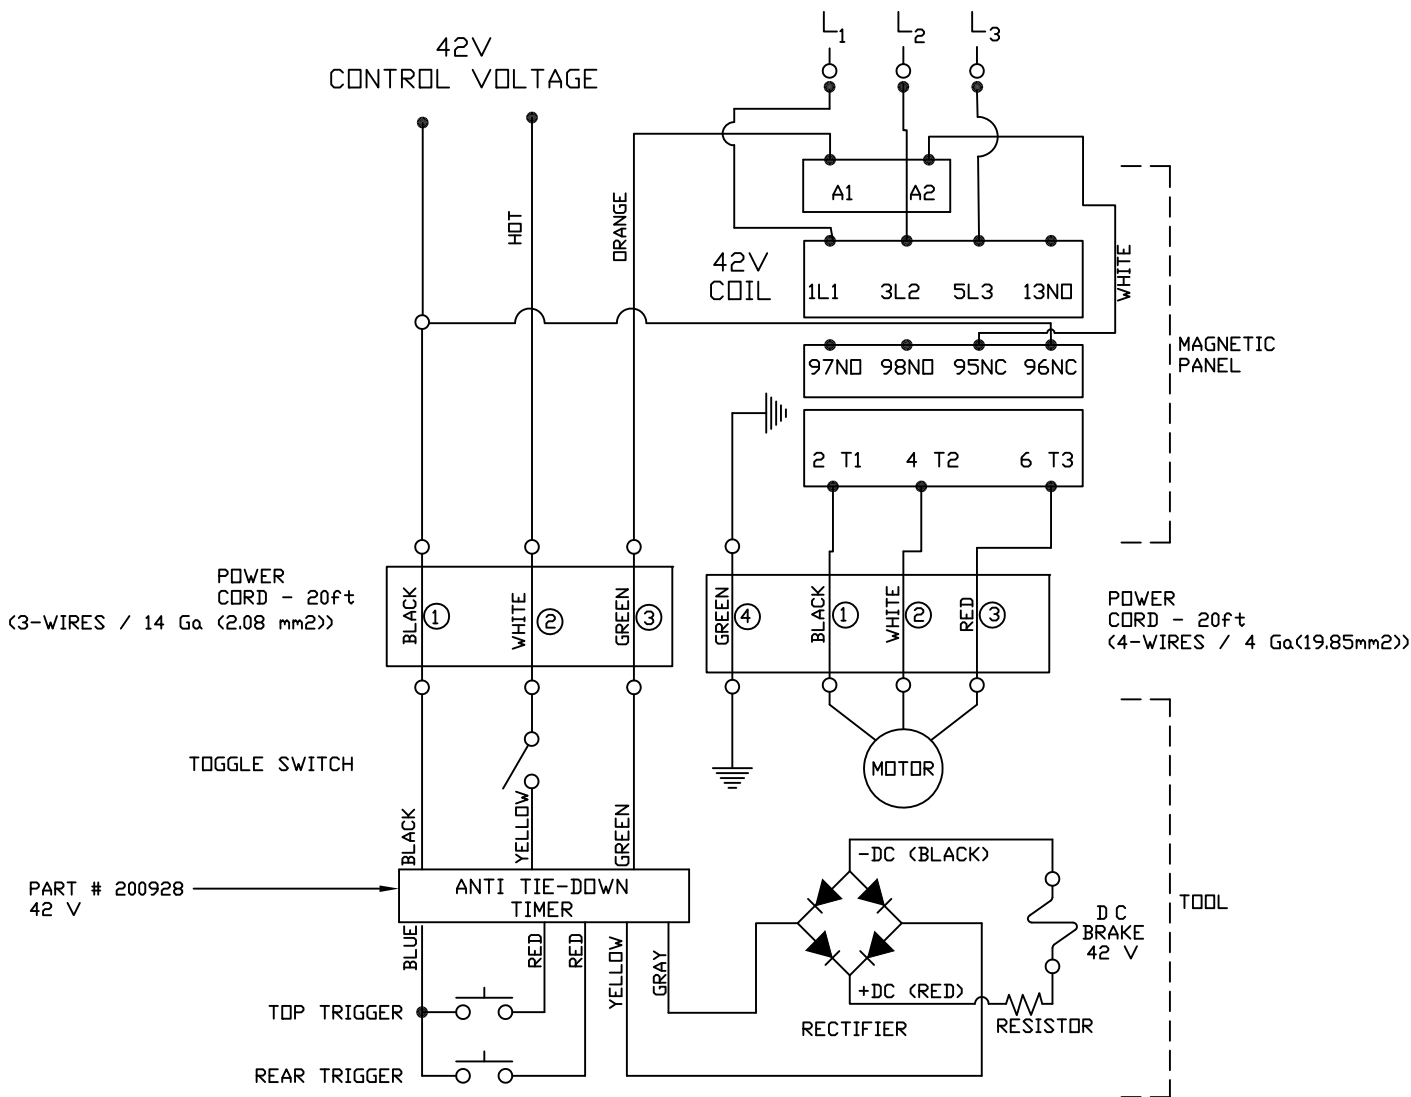 42V
CONTROL VOLTAGE
L1
L2
L3
HOT
ORANGE
A1
A2
42V
COIL
1L1
3L2
5L3
13NO
WHITE
97NO
98NO
95NC
96NC
MAGNETIC
PANEL
2 T1
4 T2
6 T3
POWER
CORD - 20ft
(3-WIRES / 14 Ga (2.08 mm2))
BLACK
1
WHITE
2
GREEN
3
GREEN
4
BLACK
1
WHITE
2
RED
3
POWER
CORD - 20ft
(4-WIRES / 4 Ga(19.85mm2))
TOGGLE SWITCH
MOTOR
BLACK
YELLOW
GREEN
PART # 200928
42 V
ANTI TIE-DOWN
TIMER
BLUE
RED
RED
YELLOW
GRAY
-DC (BLACK)
+DC (RED)
RECTIFIER
RESISTOR
D C
BRAKE
42 V
TOOL
TOP TRIGGER
REAR TRIGGER